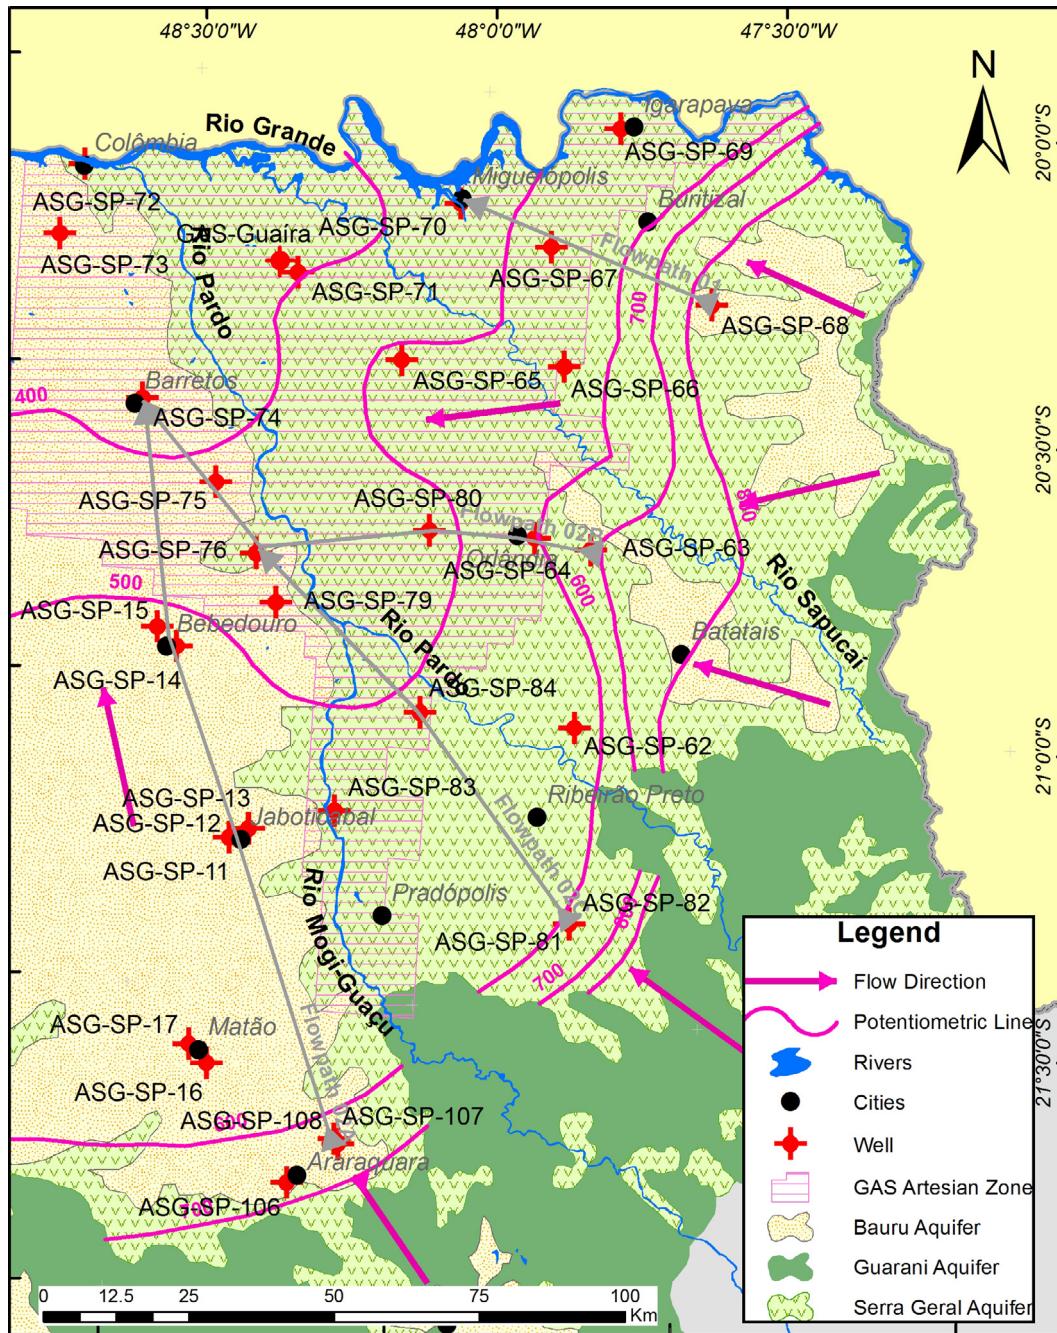 48°30'0"W
48°0'0"W
47°30'0"W
N
Igarapava
Rio Grande
Colômbia
20°0'0"S
ASG-SP-69
Miguelópolis
ASG-SP-72
Buritizal
ASG-SP-70
GAS-Guaíra
Flowpath 01
ASG-SP-73
Rio Pardo
ASG-SP-67
ASG-SP-71
700
ASG-SP-68
ASG-SP-65
ASG-SP-66
Barretos
400
ASG-SP-74
20°30'0"S
ASG-SP-75
ASG-SP-80
800
Flowpath 02B
ASG-SP-76
Orlândia
ASG-SP-63
ASG-SP-64
500
600
Rio Sapucaí
ASG-SP-79
ASG-SP-15
Bebedouro
Rio Pardo
Batatais
ASG-SP-14
ASG-SP-84
21°0'0"S
ASG-SP-62
ASG-SP-83
Ribeirão Preto
ASG-SP-13
Jaboticabal
ASG-SP-12
Flowpath 02C
ASG-SP-11
Pradópolis
ASG-SP-82
Rio Mogi-Guaçu
ASG-SP-81
700
Legend
Flow Direction
Potentiometric Line
Rivers
Cities
Well
GAS Artesian Zone
Bauru Aquifer
Guarani Aquifer
Serra Geral Aquifer
ASG-SP-17
Matão
21°30'0"S
ASG-SP-16
Flowpath 02A
ASG-SP-108
600
ASG-SP-107
Araraquara
ASG-SP-106
700
0 12.5 25 50 75 100
Km